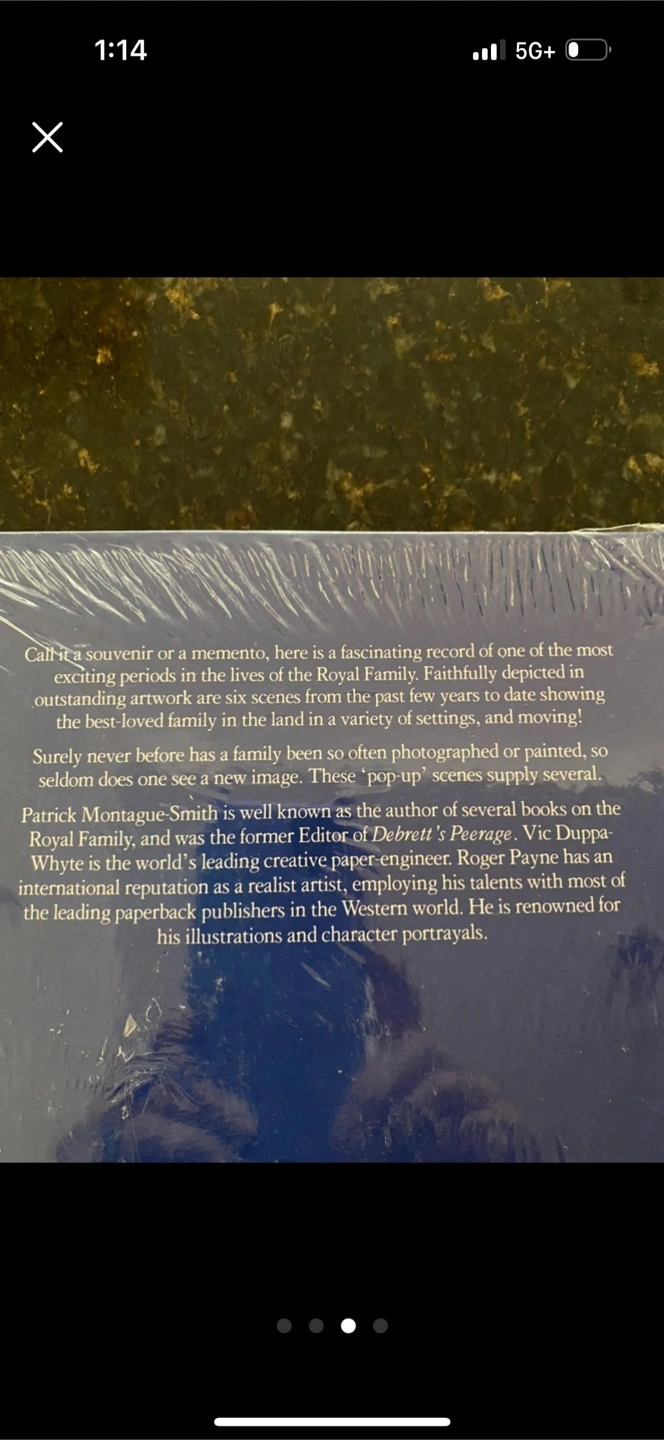 1:14
5G+
Call it a souvenir or a memento, here is a fascinating record of one of the most
exciting periods in the lives of the Royal Family. Faithfully depicted in
outstanding artwork are six scenes from the past few years to date showing
the best-loved family in the land in a variety of settings, and moving!
Surely never before has a family been so often photographed or painted, so
seldom does one see a new image. These ‘pop-up’ scenes supply several.
Patrick Montague-Smith is well known as the author of several books on the
Royal Family, and was the former Editor of Debrett's Peerage. Vic Duppa-
Whyte is the world's leading creative paper-engineer. Roger Payne has an
international reputation as a realist artist, employing his talents with most of
the leading paperback publishers in the Western world. He is renowned for
his illustrations and character portrayals.